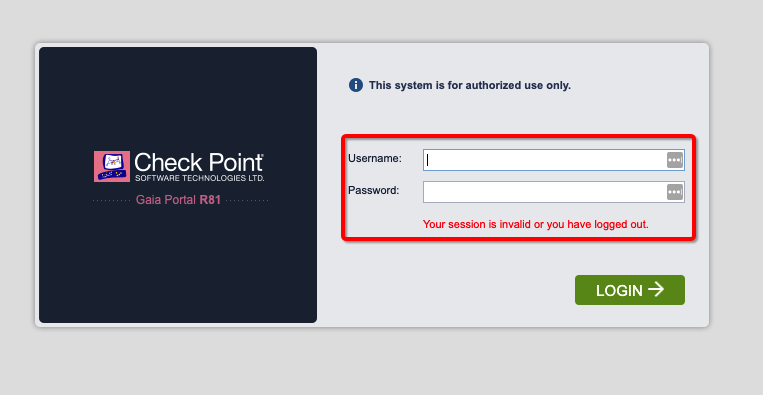 This system is for authorized use only.
Check Point
SOFTWARE TECHNOLOGIES LTD.
Gaia Portal R81
Username:
Password:
Your session is invalid or you have logged out.
LOGIN